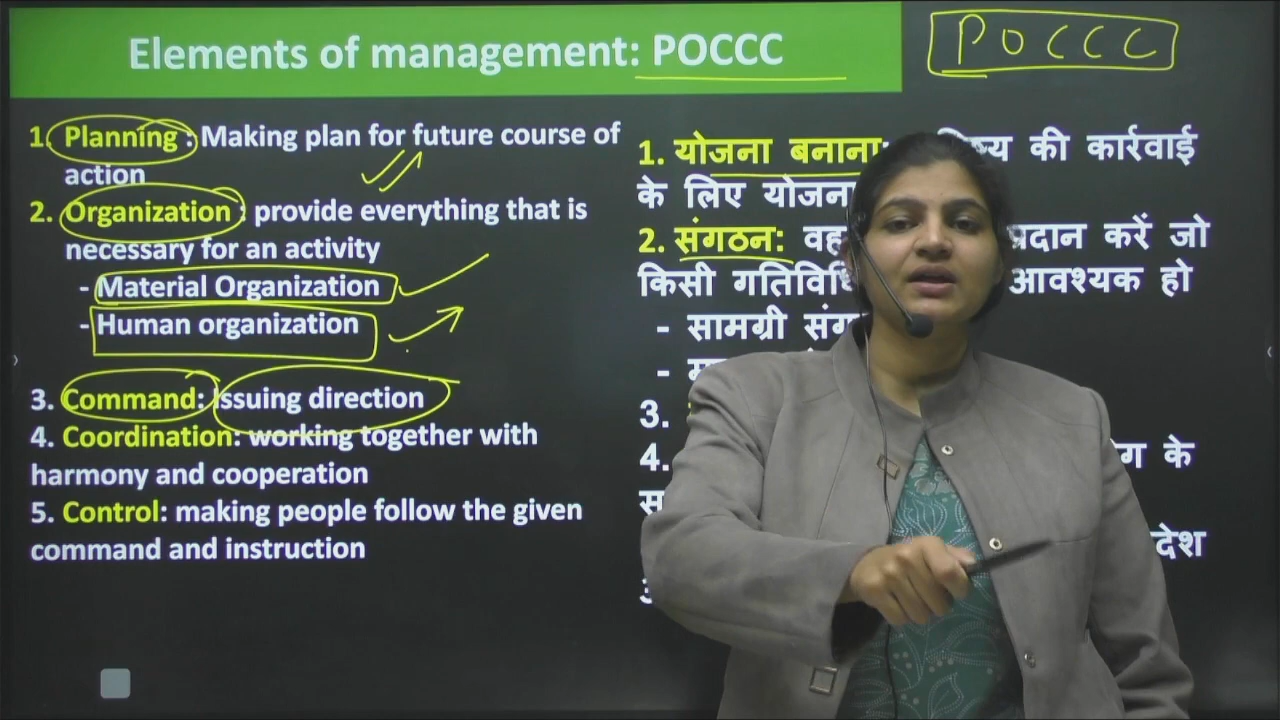 Elements of management: POCCC
POCCC
1. Planning : Making plan for future course of
action
2. Organization : provide everything that is
necessary for an activity
- Material Organization
- Human organization
3. Command: issuing direction
4. Coordination: working together with
harmony and cooperation
5. Control: making people follow the given
command and instruction
1. योजना बनाना: की कार्रवाई
के लिए योजना
2. संगठन: वह प्रदान करें जो
किसी आवश्यक हो
- सामग्री
-
3.
4. के